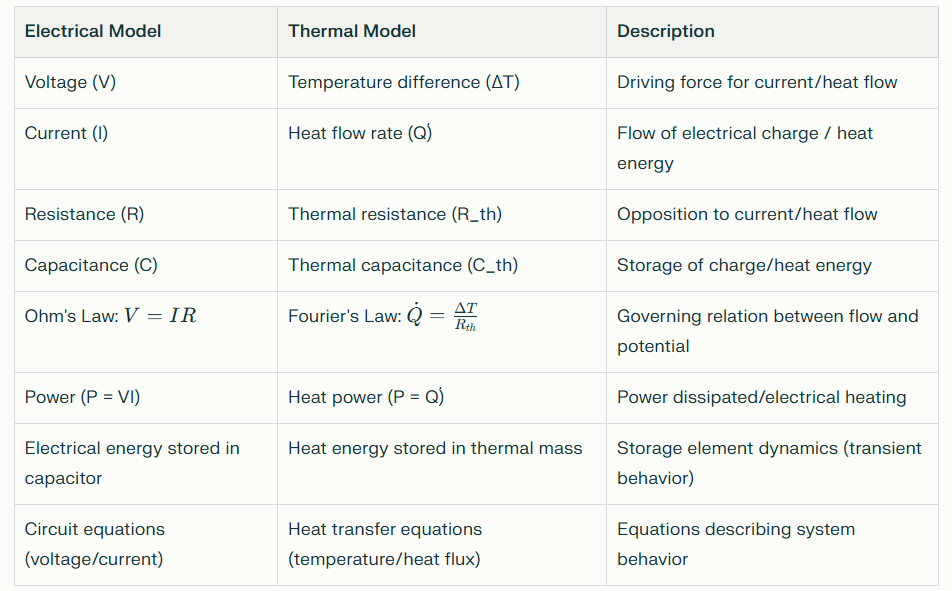 Electrical Model
Thermal Model
Description
Voltage (V)
Temperature difference (ΔT)
Driving force for current/heat flow
Current (I)
Heat flow rate (Q̇)
Flow of electrical charge / heat
energy
Resistance (R)
Thermal resistance (R_th)
Opposition to current/heat flow
Capacitance (C)
Thermal capacitance (C_th)
Storage of charge/heat energy
Ohm's Law: V = IR
Fourier's Law: Q̇ = ΔT/R_th
Governing relation between flow and
potential
Power (P = VI)
Heat power (P = Q̇)
Power dissipated/electrical heating
Electrical energy stored in
capacitor
Heat energy stored in thermal mass
Storage element dynamics (transient
behavior)
Circuit equations
(voltage/current)
Heat transfer equations
(temperature/heat flux)
Equations describing system
behavior